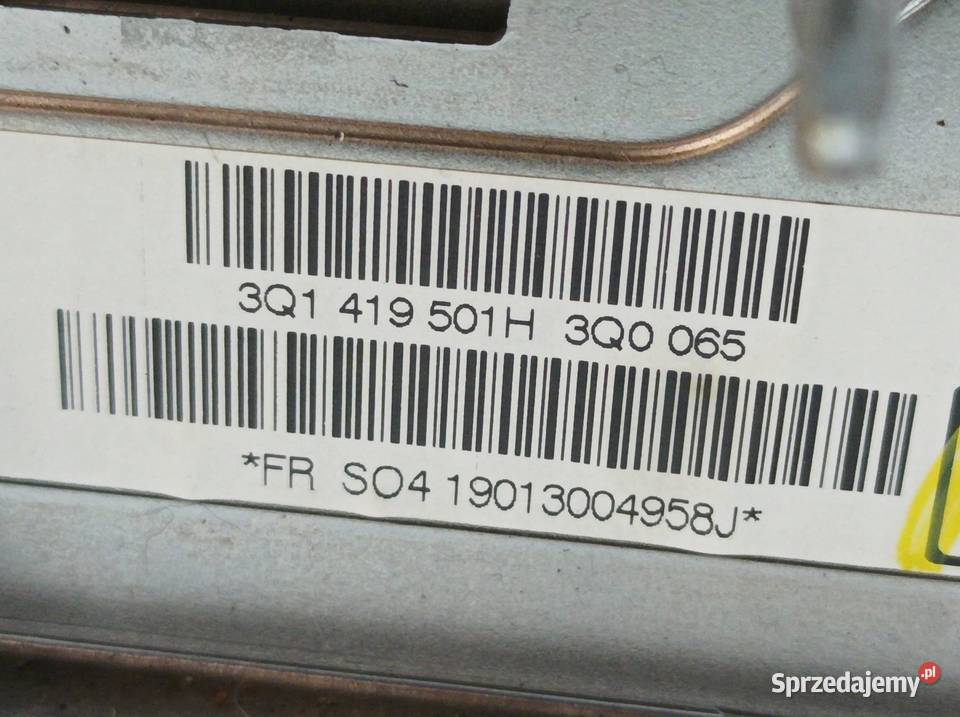 3Q1 419 501H 3Q0 065
*FR SO4 19013004958J*
Sprzedajemy.pl